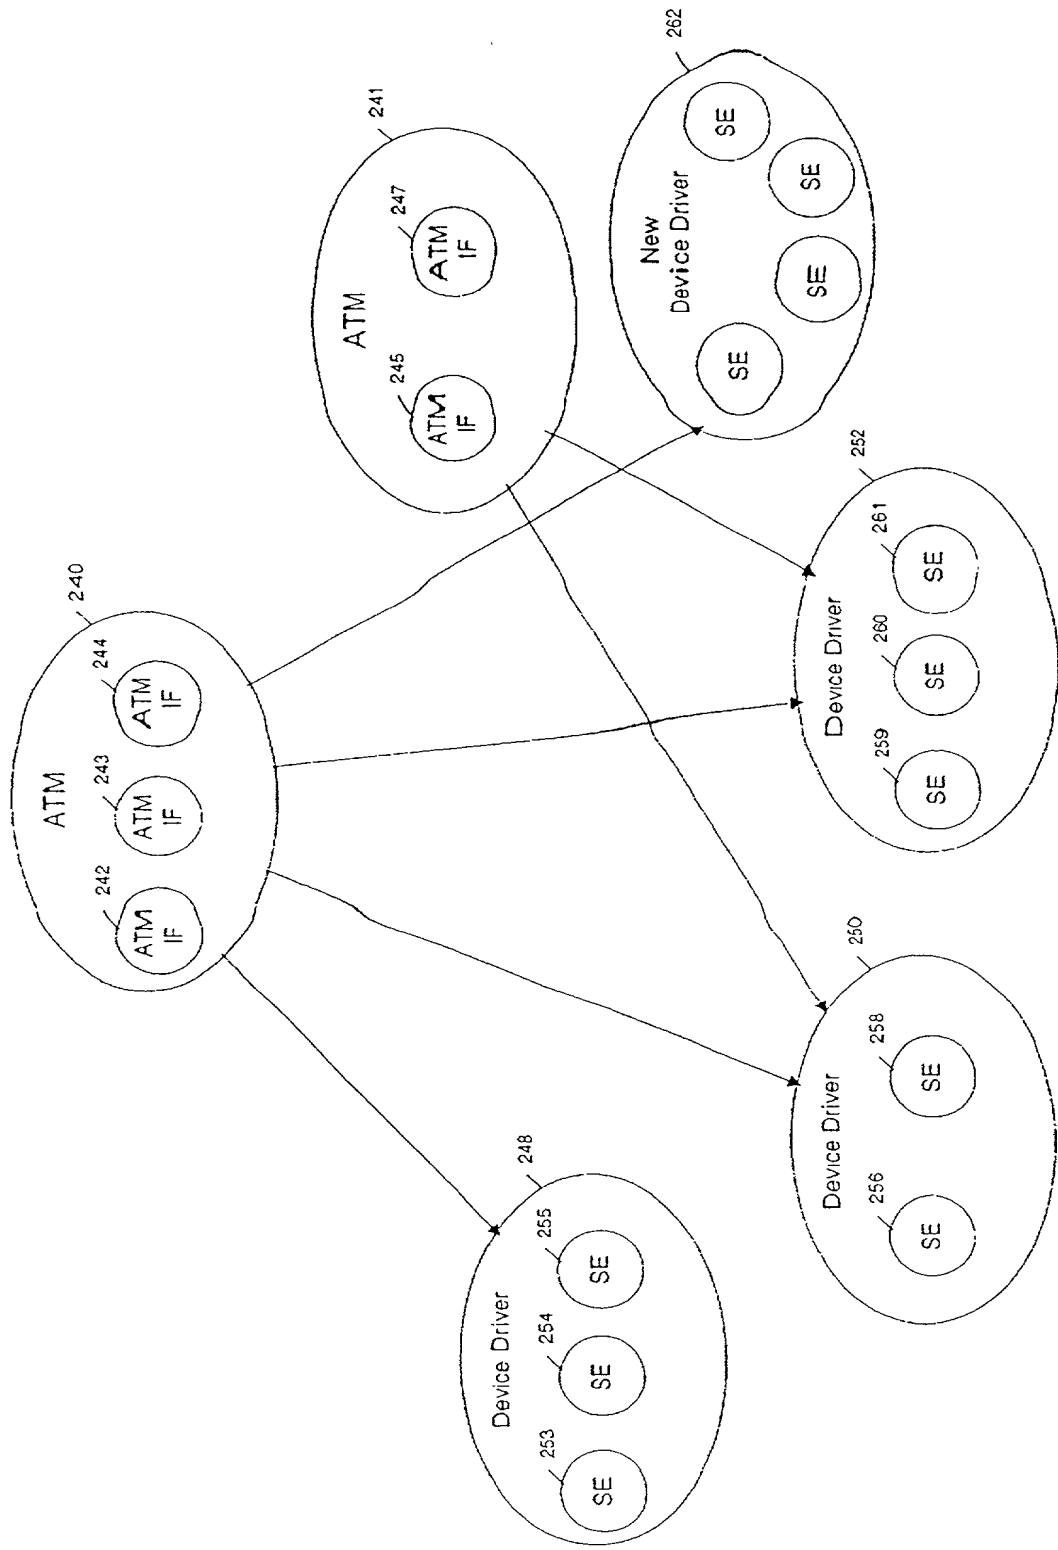 240
ATM
242
243
244
ATM
IF
ATM
IF
ATM
IF
241
ATM
245
247
ATM
IF
ATM
IF
248
Device Driver
253
254
255
SE
SE
SE
250
Device Driver
256
258
SE
SE
252
Device Driver
259
260
261
SE
SE
SE
262
New
Device Driver
SE
SE
SE
SE